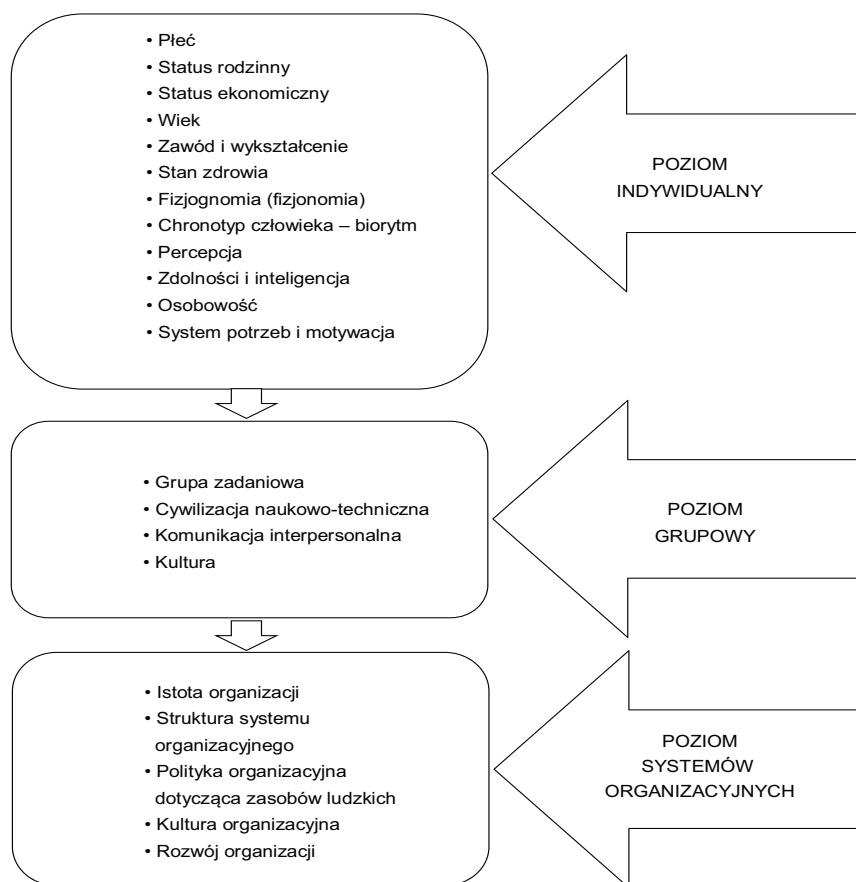 • Płeć
• Status rodzinny
• Status ekonomiczny
• Wiek
• Zawód i wykształcenie
• Stan zdrowia
• Fizjognomia (fizjonomia)
• Chronotyp człowieka – biorytm
• Percepcja
• Zdolności i inteligencja
• Osobowość
• System potrzeb i motywacja
POZIOM
INDYWIDUALNY
• Grupa zadaniowa
• Cywilizacja naukowo-techniczna
• Komunikacja interpersonalna
• Kultura
POZIOM
GRUPOWY
• Istota organizacji
• Struktura systemu
organizacyjnego
• Polityka organizacyjna
dotycząca zasobów ludzkich
• Kultura organizacyjna
• Rozwój organizacji
POZIOM
SYSTEMÓW
ORGANIZACYJNYCH